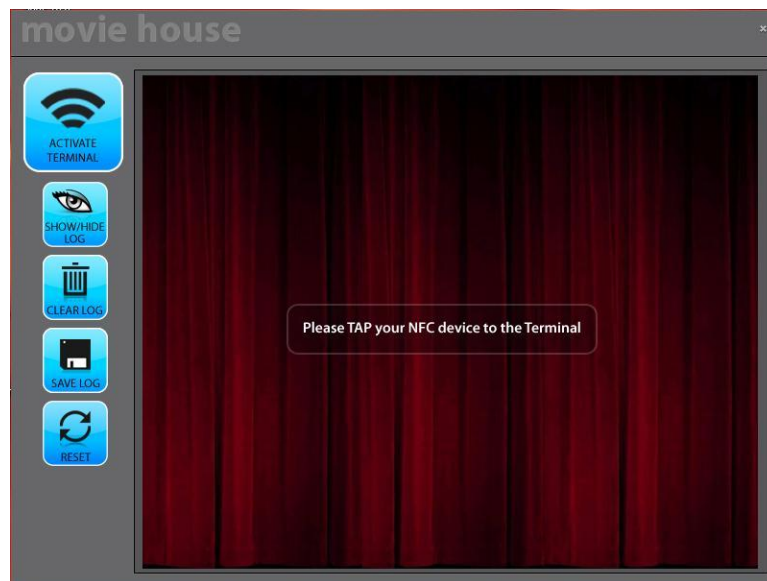 movie house
×
ACTIVATE
TERMINAL
SHOW/HIDE
LOG
CLEAR LOG
SAVE LOG
RESET
Please TAP your NFC device to the Terminal